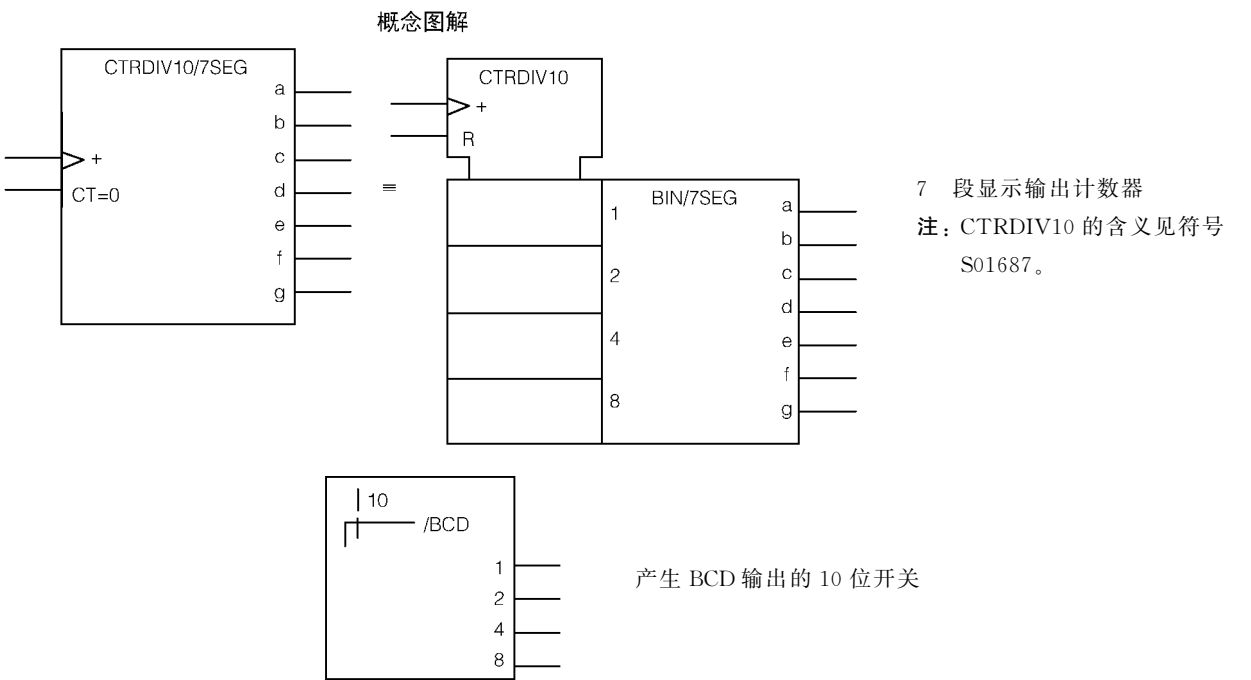 概念图解
CTRDIV10/7SEG
a
b
c
d
e
f
g
+
CT=0
≡
CTRDIV10
+
R
BIN/7SEG
1
2
4
8
a
b
c
d
e
f
g
7 段显示输出计数器
注：CTRDIV10 的含义见符号
S01687。
10
/BCD
1
2
4
8
产生 BCD 输出的 10 位开关